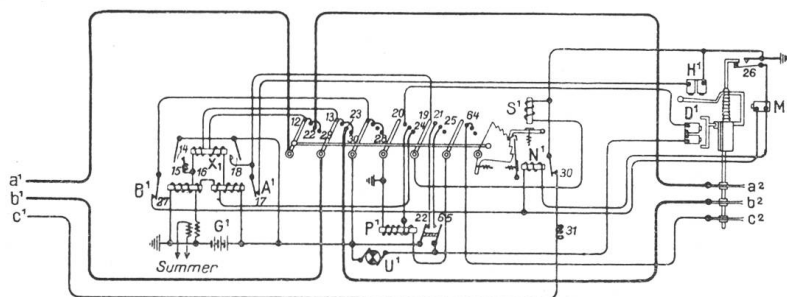 H¹
26
M
S¹
D¹
12
22
13
29
23
30
28
20
24
19
21
25
64
14
15
16
X¹
18
N¹
30
a¹
b¹
c¹
B¹
27
A¹
17
a²
b²
c²
P¹
22
65
31
G¹
U¹
Summer